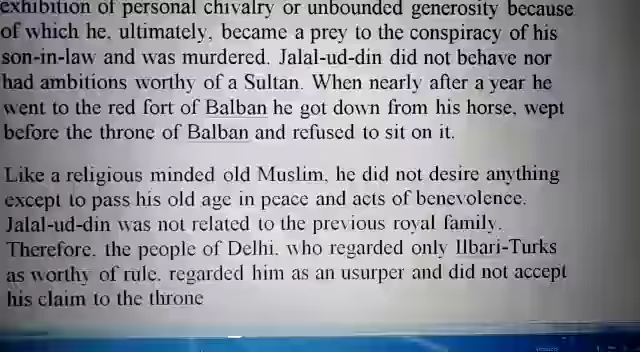 exhibition of personal chivalry or unbounded generosity because
of which he, ultimately, became a prey to the conspiracy of his
son-in-law and was murdered. Jalal-ud-din did not behave nor
had ambitions worthy of a Sultan. When nearly after a year he
went to the red fort of Balban he got down from his horse, wept
before the throne of Balban and refused to sit on it.
Like a religious minded old Muslim, he did not desire anything
except to pass his old age in peace and acts of benevolence.
Jalal-ud-din was not related to the previous royal family.
Therefore, the people of Delhi, who regarded only Ilbari-Turks
as worthy of rule, regarded him as an usurper and did not accept
his claim to the throne